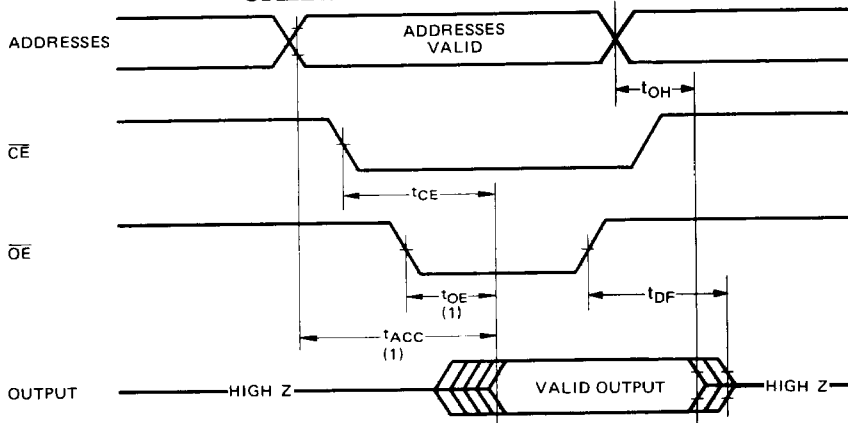 ADDRESSES
ADDRESSES
VALID
tOH
CE
tCE
OE
tOE
(1)
tDF
tACC
(1)
OUTPUT
HIGH Z
VALID OUTPUT
HIGH Z